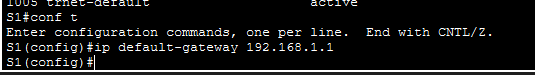 1005 trnet-default active
S1#conf t
Enter configuration commands, one per line.  End with CNTL/Z.
S1(config)#ip default-gateway 192.168.1.1
S1(config)#